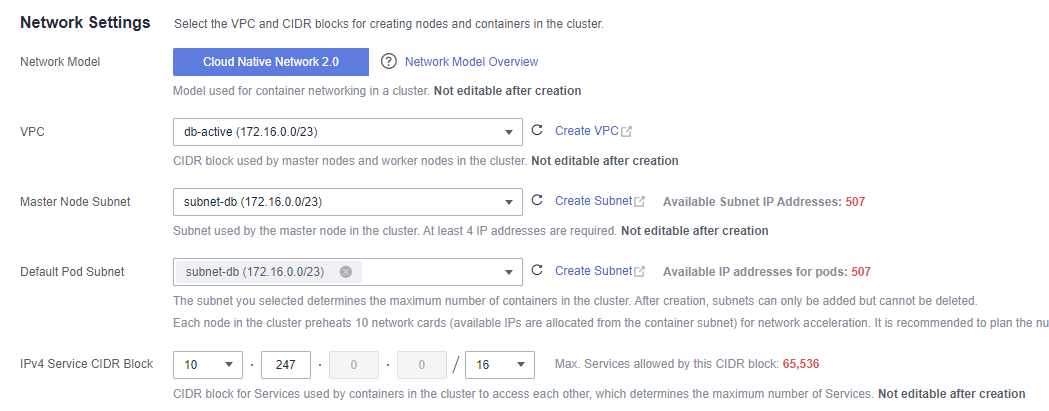 Network Settings Select the VPC and CIDR blocks for creating nodes and containers in the cluster.
Network Model Cloud Native Network 2.0 ? Network Model Overview
Model used for container networking in a cluster. Not editable after creation
VPC db-active (172.16.0.0/23) Create VPC
CIDR block used by master nodes and worker nodes in the cluster. Not editable after creation
Master Node Subnet subnet-db (172.16.0.0/23) Create Subnet Available Subnet IP Addresses: 507
Subnet used by the master node in the cluster. At least 4 IP addresses are required. Not editable after creation
Default Pod Subnet subnet-db (172.16.0.0/23) Create Subnet Available IP addresses for pods: 507
The subnet you selected determines the maximum number of containers in the cluster. After creation, subnets can only be added but cannot be deleted.
Each node in the cluster preheats 10 network cards (available IPs are allocated from the container subnet) for network acceleration. It is recommended to plan the nu
IPv4 Service CIDR Block 10 . 247 . 0 . 0 / 16 Max. Services allowed by this CIDR block: 65,536
CIDR block for Services used by containers in the cluster to access each other, which determines the maximum number of Services. Not editable after creation